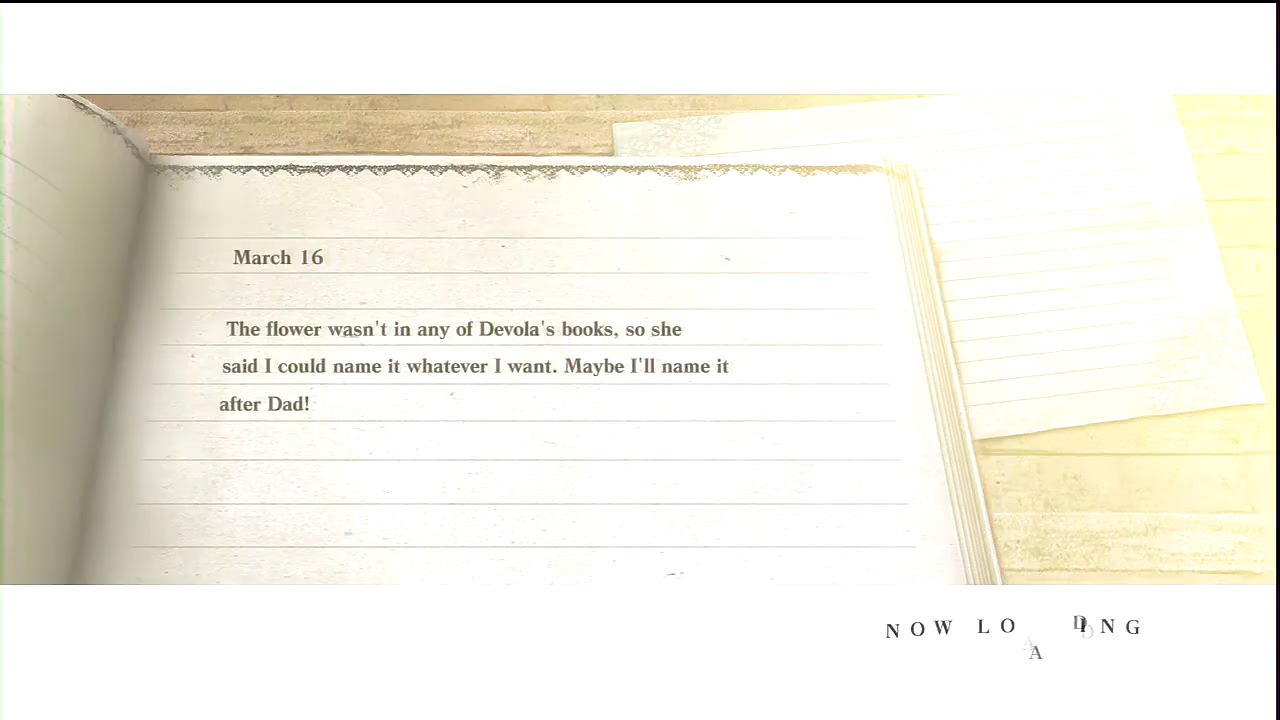 March 16
The flower wasn't in any of Devola's books, so she
said I could name it whatever I want. Maybe I'll name it
after Dad!
NOW LOADING